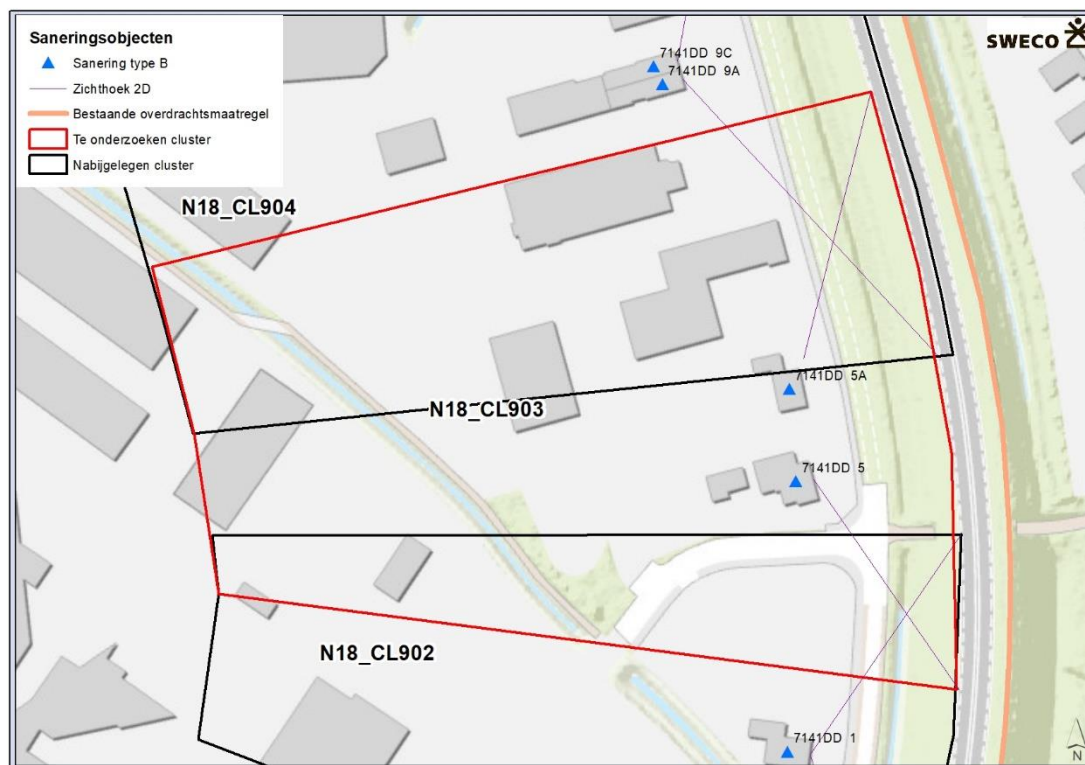 Saneringsobjecten
Sanering type B
Zichthoek 2D
Bestaande overdrachtsmaatregel
Te onderzoeken cluster
Nabijgelegen cluster
SWECO
7141DD 9C
7141DD 9A
N18_CL904
7141DD 5A
N18_CL903
7141DD 5
N18_CL902
7141DD 1
N